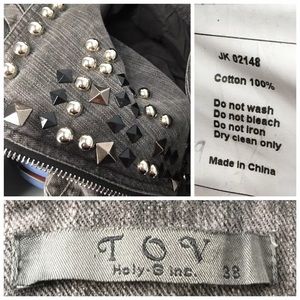 JK 02148
Cotton 100%
Do not wash
Do not bleach
Do not iron
Dry clean only
Made in China
TOV
Holy-G inc.
38